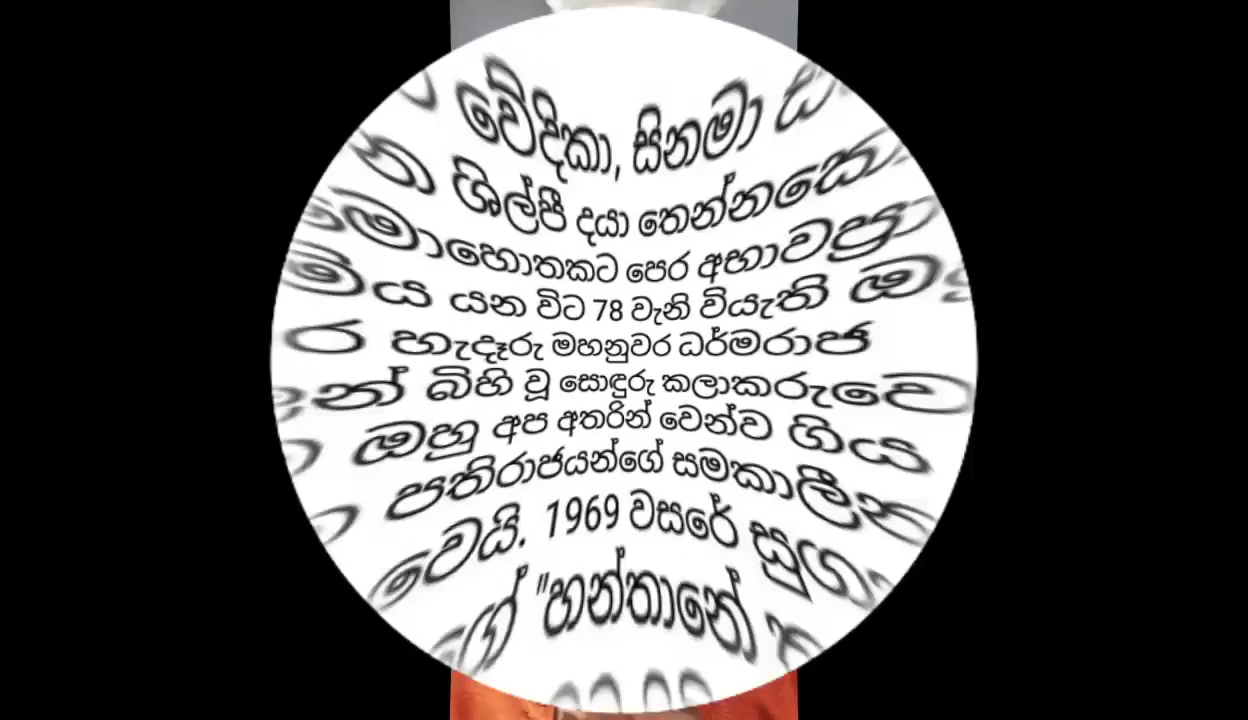 වේදිකා, සිනමා
ශිල්පී දයා තෙන්නකෝ
මොහොතකට පෙර අභාවප්‍රා
මිය යන විට 78 වැනි වියැති ඔහු
හැදෑරු මහනුවර ධර්මරාජ
බිහි වූ සොඳුරු කලාකරුවෙ
ඔහු අප අතරින් වෙන්ව ගිය
පතිරාජයන්ගේ සමකාලීන
වෙයි. 1969 වසරේ සුග
ගේ "හන්තානේ